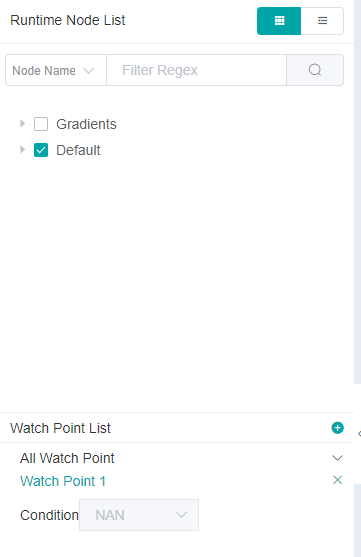 Runtime Node List
Node Name Filter Regex
Gradients
Default
Watch Point List
All Watch Point
Watch Point 1
Condition NAN